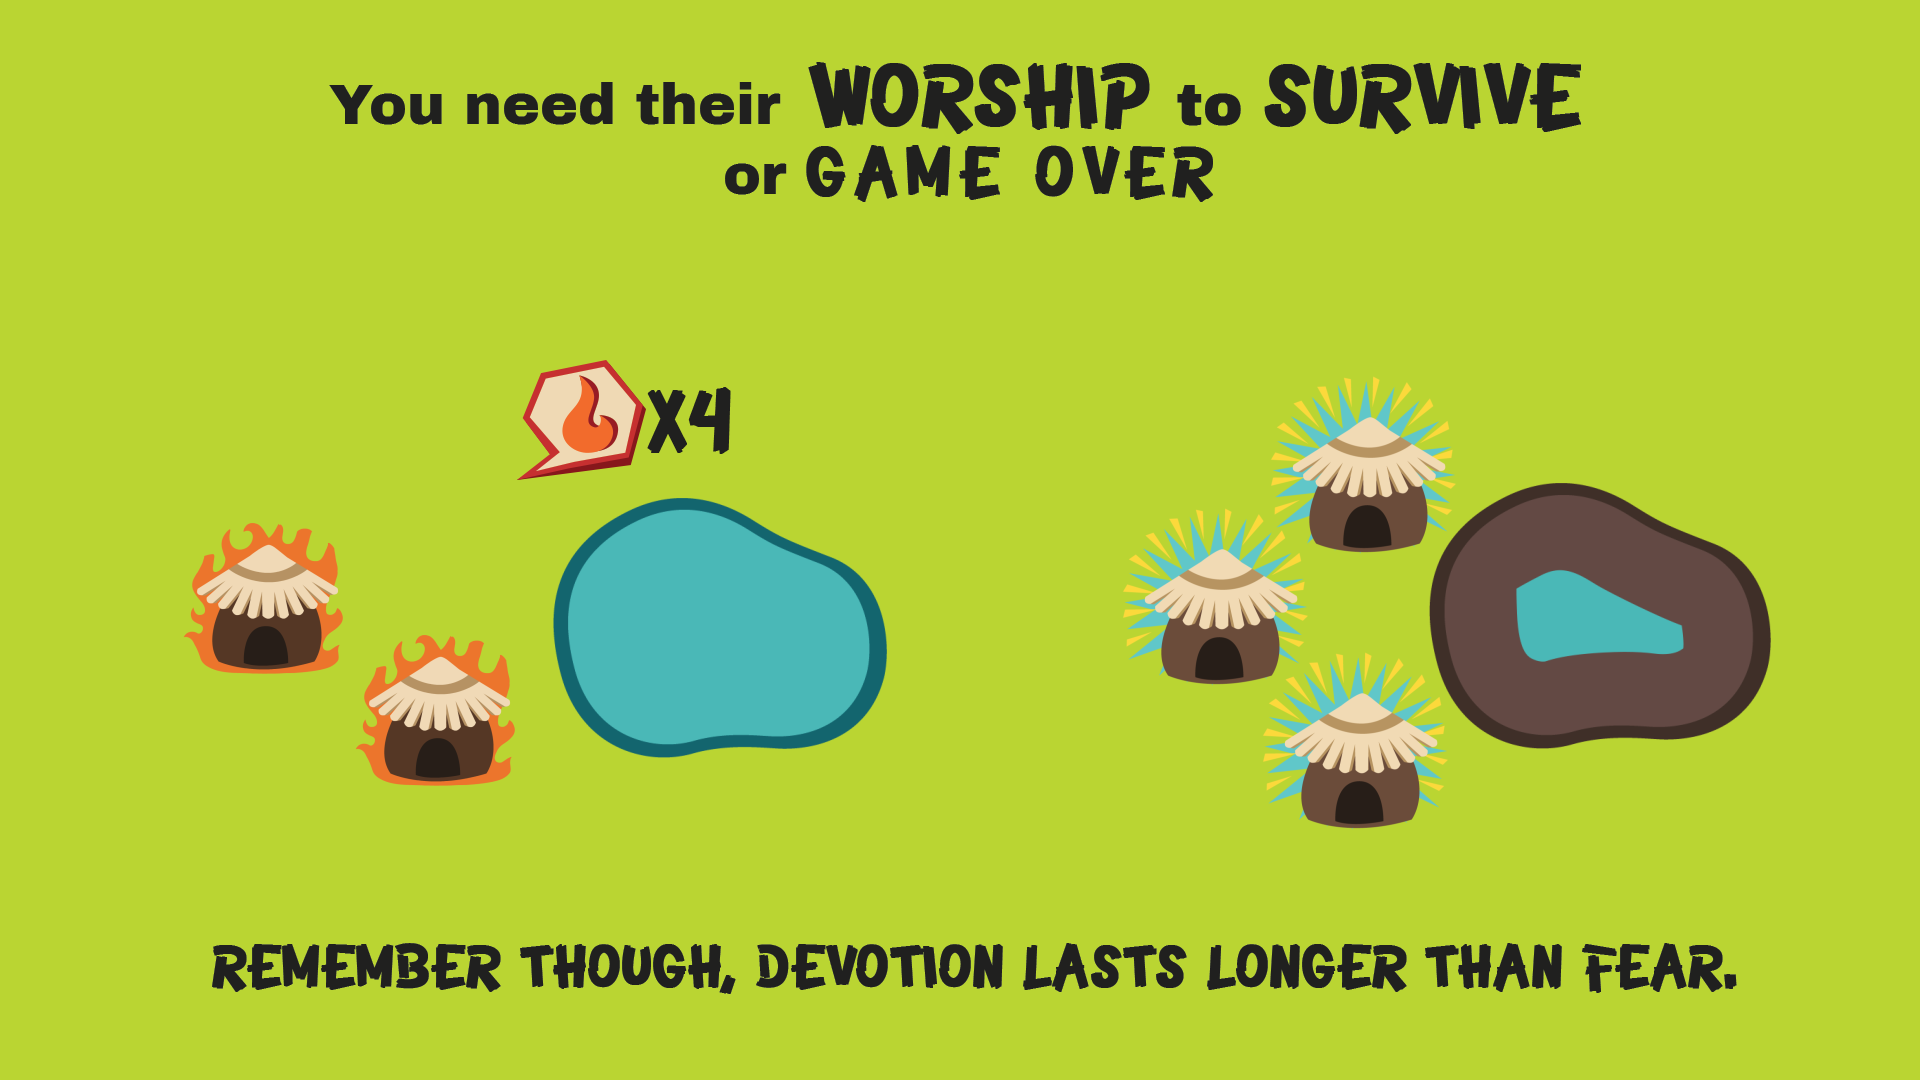 You need their WORSHIP to SURVIVE
or GAME OVER
X4
REMEMBER THOUGH, DEVOTION LASTS LONGER THAN FEAR.